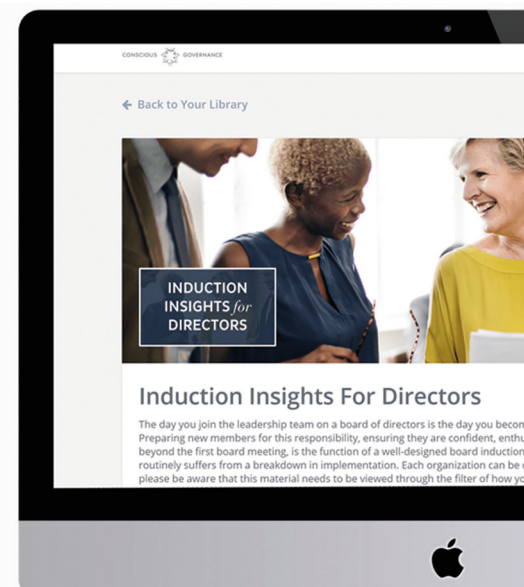 CONSCIOUS GOVERNANCE
← Back to Your Library
INDUCTION
INSIGHTS for
DIRECTORS
Induction Insights For Directors
The day you join the leadership team on a board of directors is the day you
Preparing new members for this responsibility, ensuring they are confident,
beyond the first board meeting, is the function of a well-designed board induction
routinely suffers from a breakdown in implementation. Each organization can be
please be aware that this material needs to be viewed through the filter of how